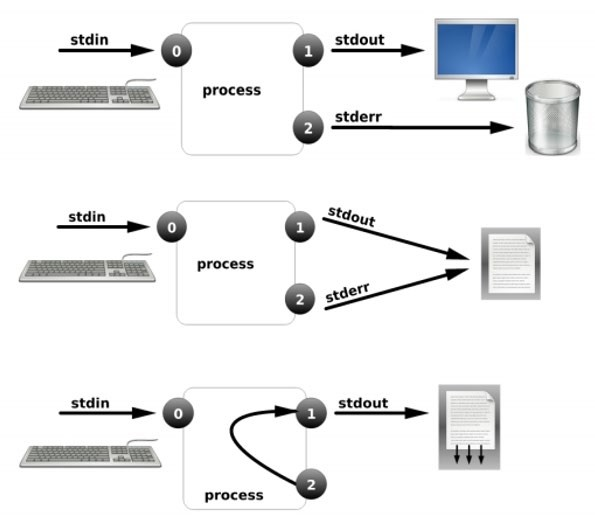 stdin
0
1
stdout
process
2
stderr
stdin
0
1
stdout
process
2
stderr
stdin
0
1
stdout
2
process